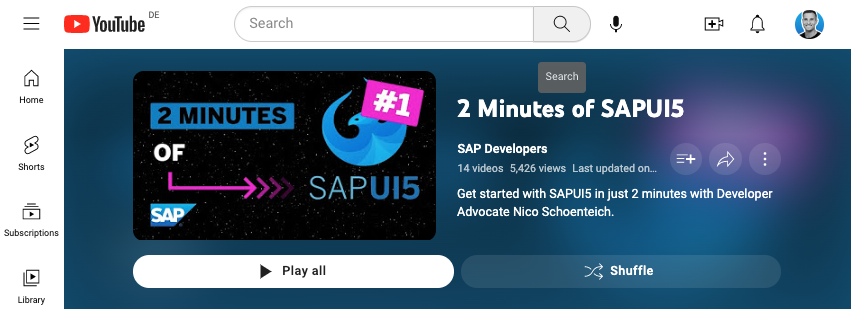 YouTube DE
Search
Search
Home
Shorts
Subscriptions
Library
2 MINUTES
OF
#1
SAPUI5
SAP
2 Minutes of SAPUI5
SAP Developers
14 videos 5,426 views Last updated on...
Get started with SAPUI5 in just 2 minutes with Developer
Advocate Nico Schoenteich.
Play all
Shuffle